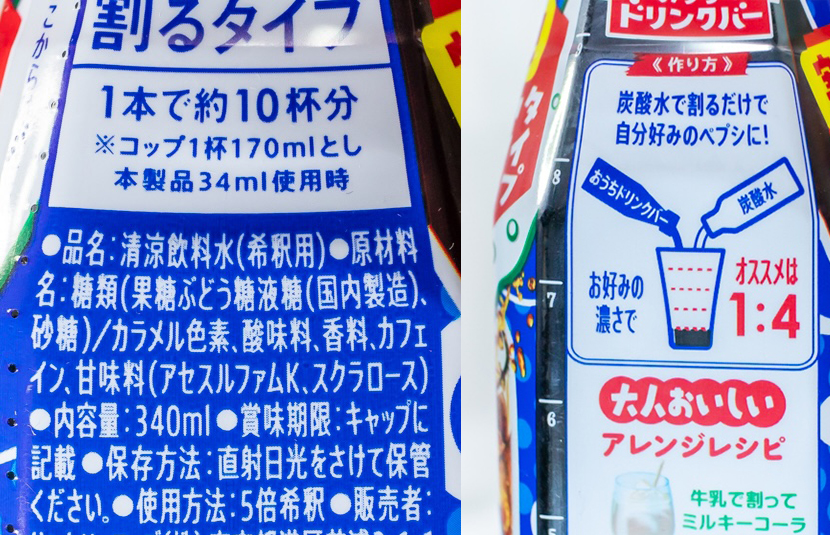 割るタイプ
1本で約10杯分
※コップ1杯170mlとし
本製品34ml使用時
●品名:清涼飲料水(希釈用)●原材料
名:糖類(果糖ぶどう糖液糖(国内製造)、
砂糖)/カラメル色素、酸味料、香料、カフェ
イン、甘味料(アセスルファムK、スクラロース)
●内容量:340ml●賞味期限:キャップに
記載●保存方法:直射日光をさけて保管
ください。●使用方法:5倍希釈●販売者:
ドリンクバー
《作り方》
炭酸水で割るだけで
自分好みのペプシに!
おうちドリンクバー
炭酸水
お好みの
濃さで
オススメは
1:4
大人おいしい
アレンジレシピ
牛乳で割って
ミルキーコーラ
タイプ
9
8
7
6
5